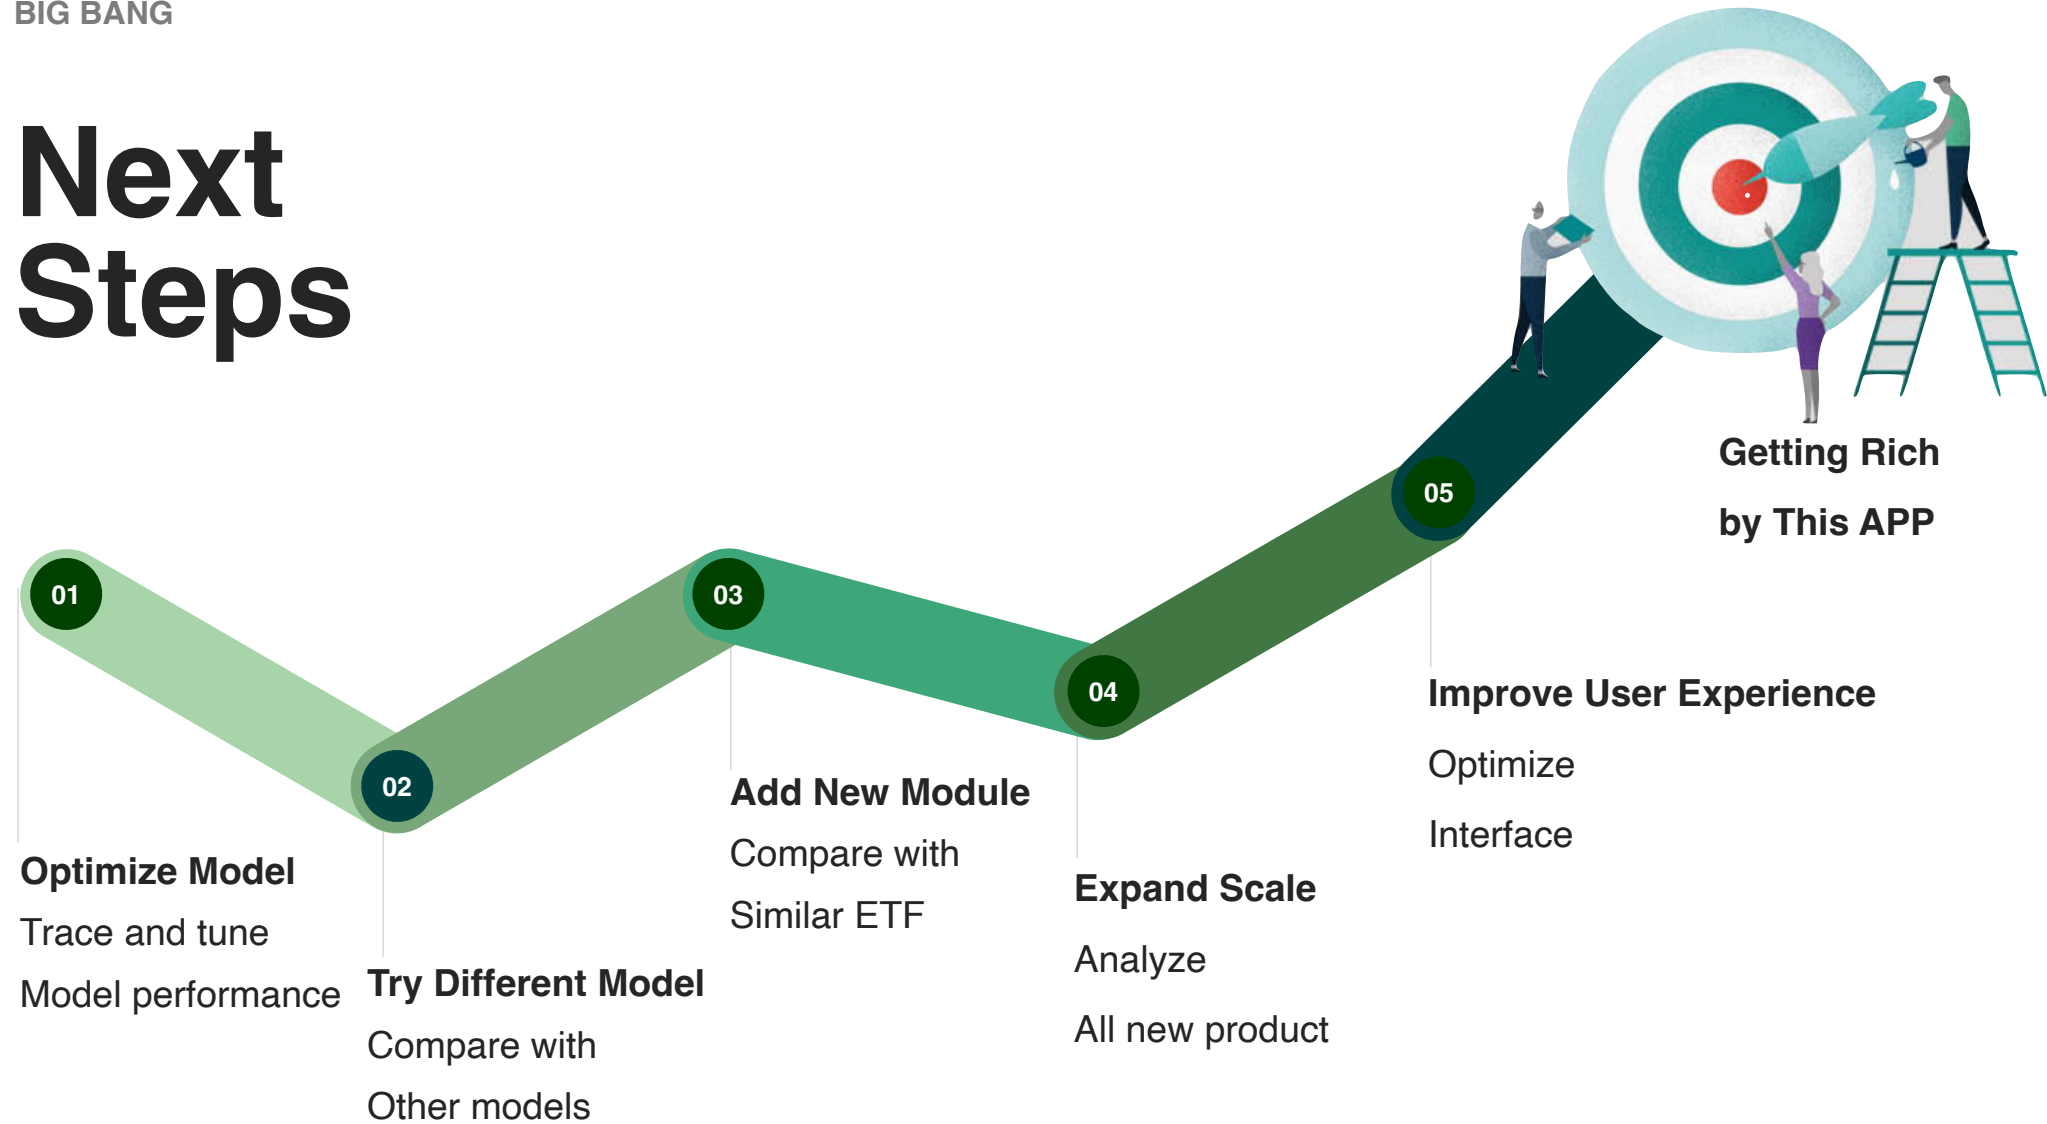 BIG BANG
Next
Steps
01
Optimize Model
Trace and tune
Model performance
02
Try Different Model
Compare with
Other models
03
Add New Module
Compare with
Similar ETF
04
Expand Scale
Analyze
All new product
05
Improve User Experience
Optimize
Interface
Getting Rich
by This APP